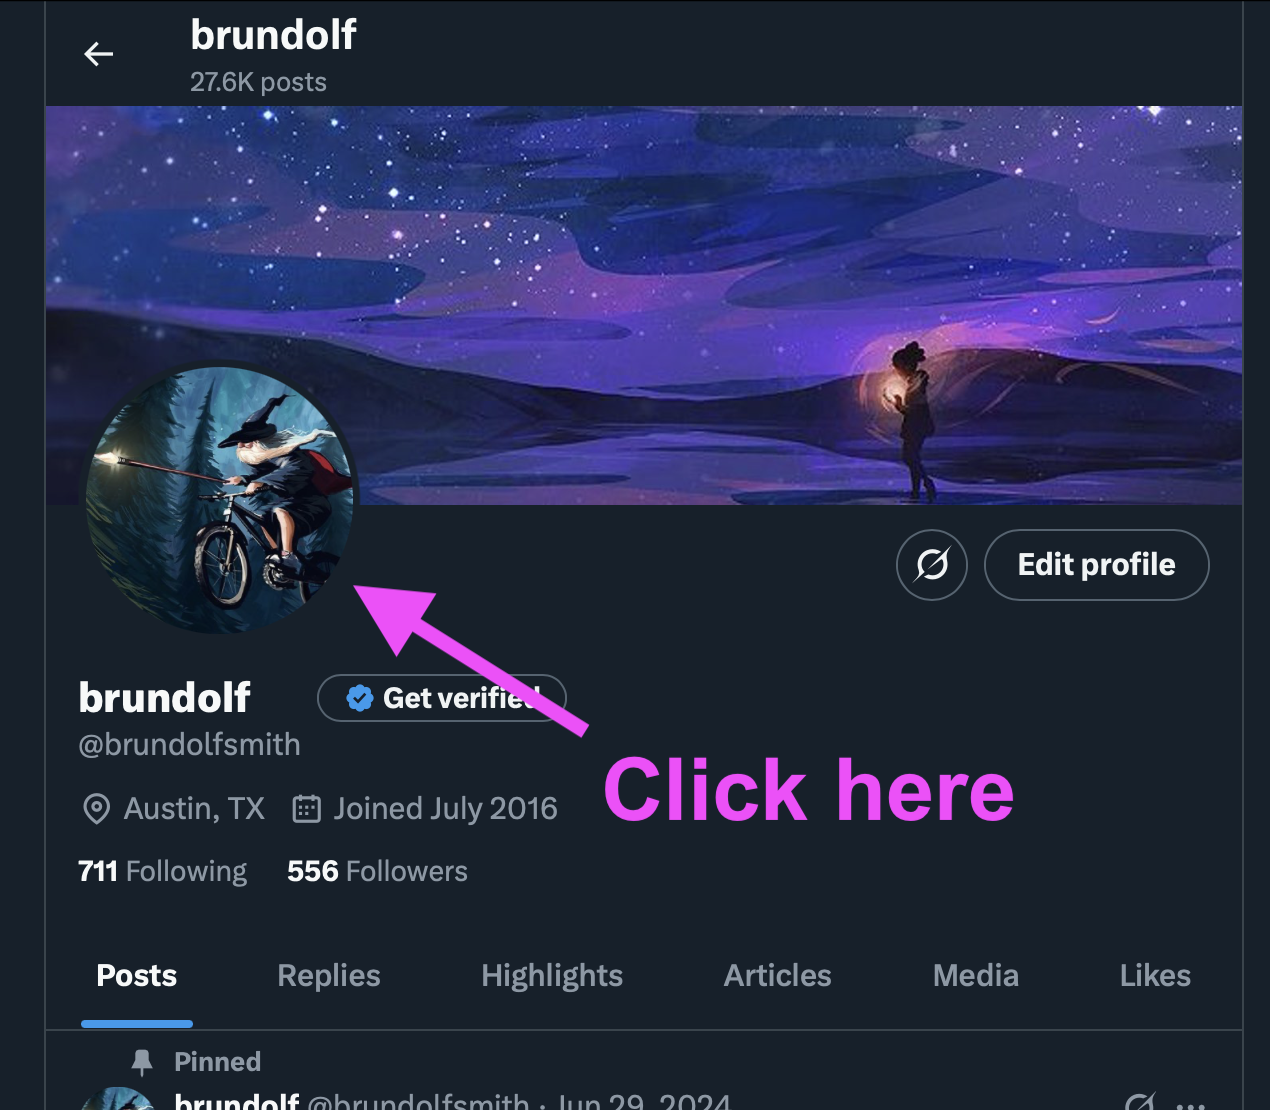 brundolf
27.6K posts
Edit profile
brundolf
Get verified
@brundolfsmith
Austin, TX Joined July 2016
Click here
711 Following 556 Followers
Posts Replies Highlights Articles Media Likes
Pinned
brundolf @brundolfsmith · Jun 29, 2024